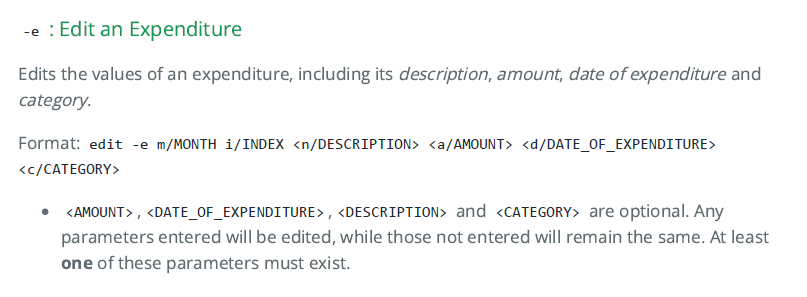 -e : Edit an Expenditure
Edits the values of an expenditure, including its description, amount, date of expenditure and
category.
Format: edit -e m/MONTH i/INDEX <n/DESCRIPTION> <a/AMOUNT> <d/DATE_OF_EXPENDITURE>
<c/CATEGORY>
• <AMOUNT>, <DATE_OF_EXPENDITURE>, <DESCRIPTION> and <CATEGORY> are optional. Any
parameters entered will be edited, while those not entered will remain the same. At least
one of these parameters must exist.